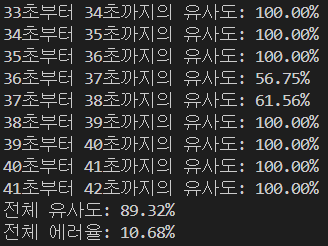 33초부터 34초까지의 유사도: 100.00%
34초부터 35초까지의 유사도: 100.00%
35초부터 36초까지의 유사도: 100.00%
36초부터 37초까지의 유사도: 56.75%
37초부터 38초까지의 유사도: 61.56%
38초부터 39초까지의 유사도: 100.00%
39초부터 40초까지의 유사도: 100.00%
40초부터 41초까지의 유사도: 100.00%
41초부터 42초까지의 유사도: 100.00%
전체 유사도: 89.32%
전체 에러율: 10.68%